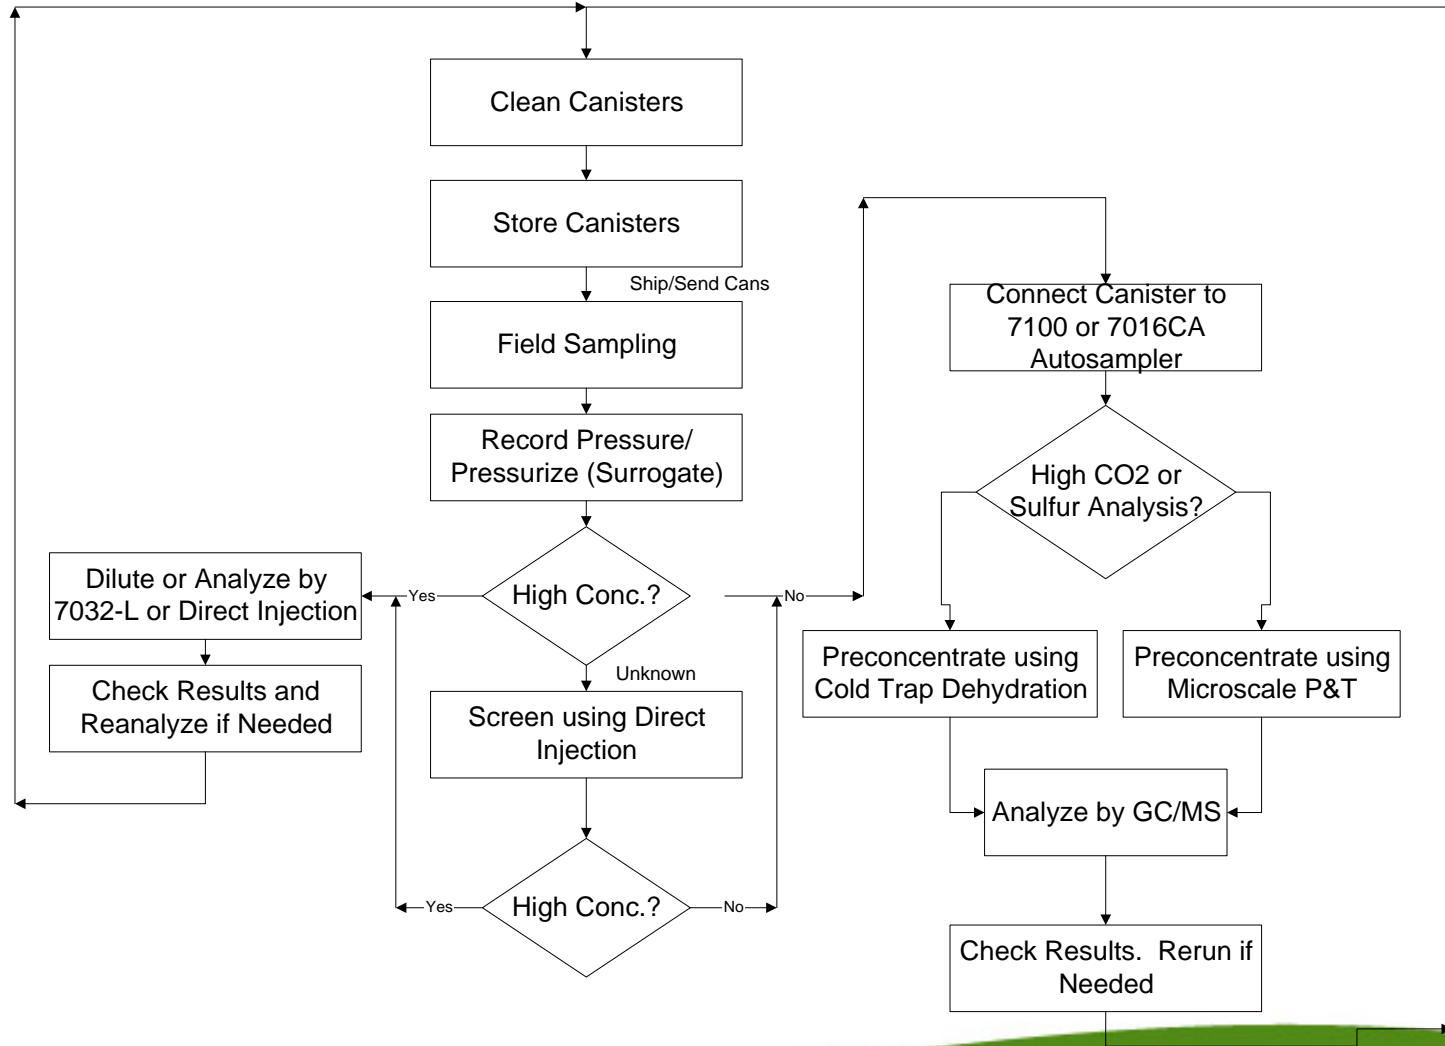 Clean Canisters
Store Canisters
Ship/Send Cans
Field Sampling
Record Pressure/
Pressurize (Surrogate)
High Conc.?
Yes
No
Unknown
Dilute or Analyze by
7032-L or Direct Injection
Check Results and
Reanalyze if Needed
Screen using Direct
Injection
High Conc.?
Yes
No
Connect Canister to
7100 or 7016CA
Autosampler
High CO2 or
Sulfur Analysis?
Preconcentrate using
Cold Trap Dehydration
Preconcentrate using
Microscale P&T
Analyze by GC/MS
Check Results.  Rerun if
Needed